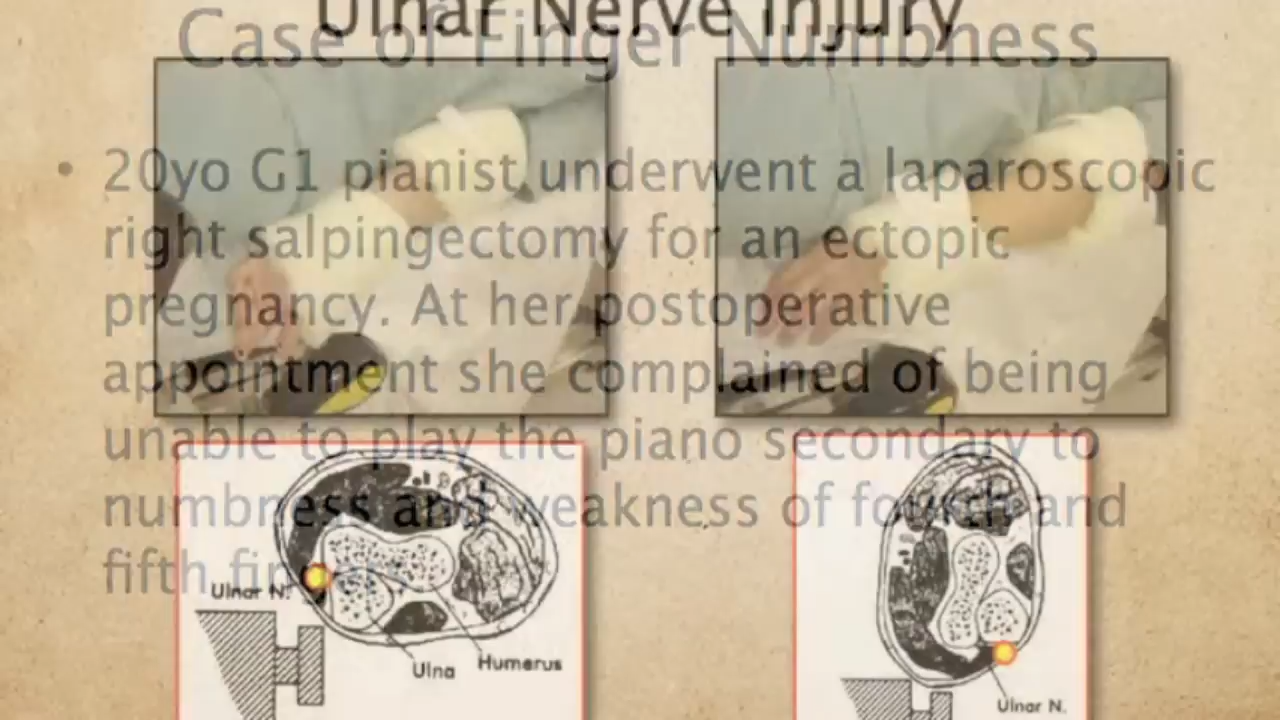 Ulnar Nerve Injury
Case of Finger Numbness
• 20yo G1 pianist underwent a laparoscopic
right salpingectomy for an ectopic
pregnancy. At her postoperative
appointment she complained of being
unable to play the piano secondary to
numbness and weakness of fourth and
fifth
Ulnar N.
Ulna
Humerus
Ulnar N.